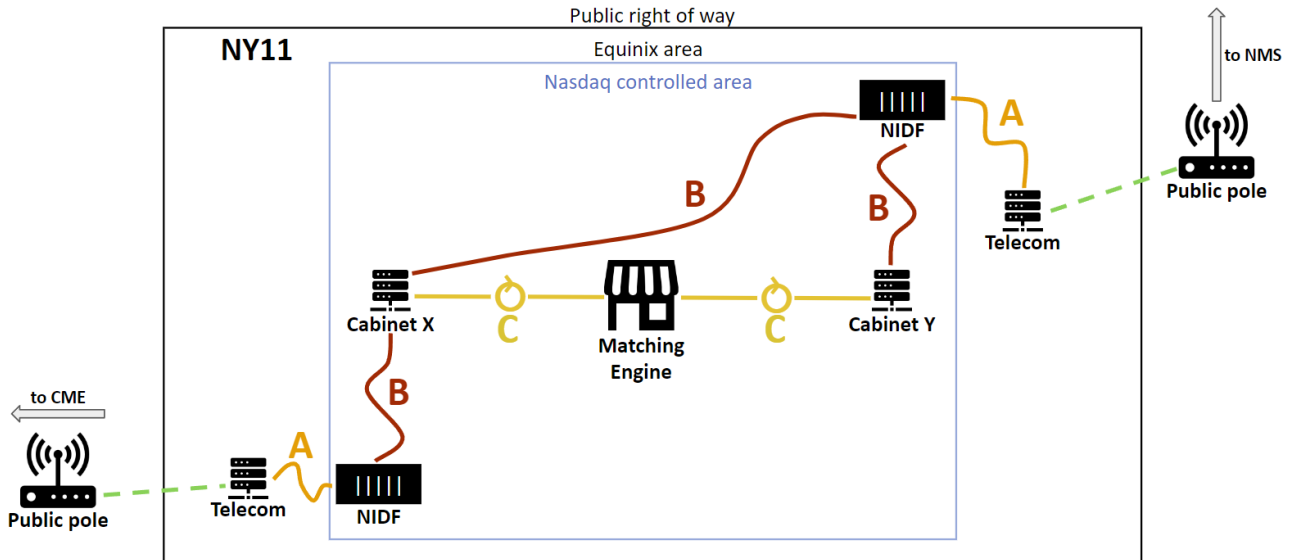 Public right of way
NY11
Equinix area
to NMS
Nasdaq controlled area
A
NIDF
Public pole
B
B
Telecom
Cabinet X
C
C
Cabinet Y
Matching
Engine
to CME
B
A
Telecom
NIDF
Public pole